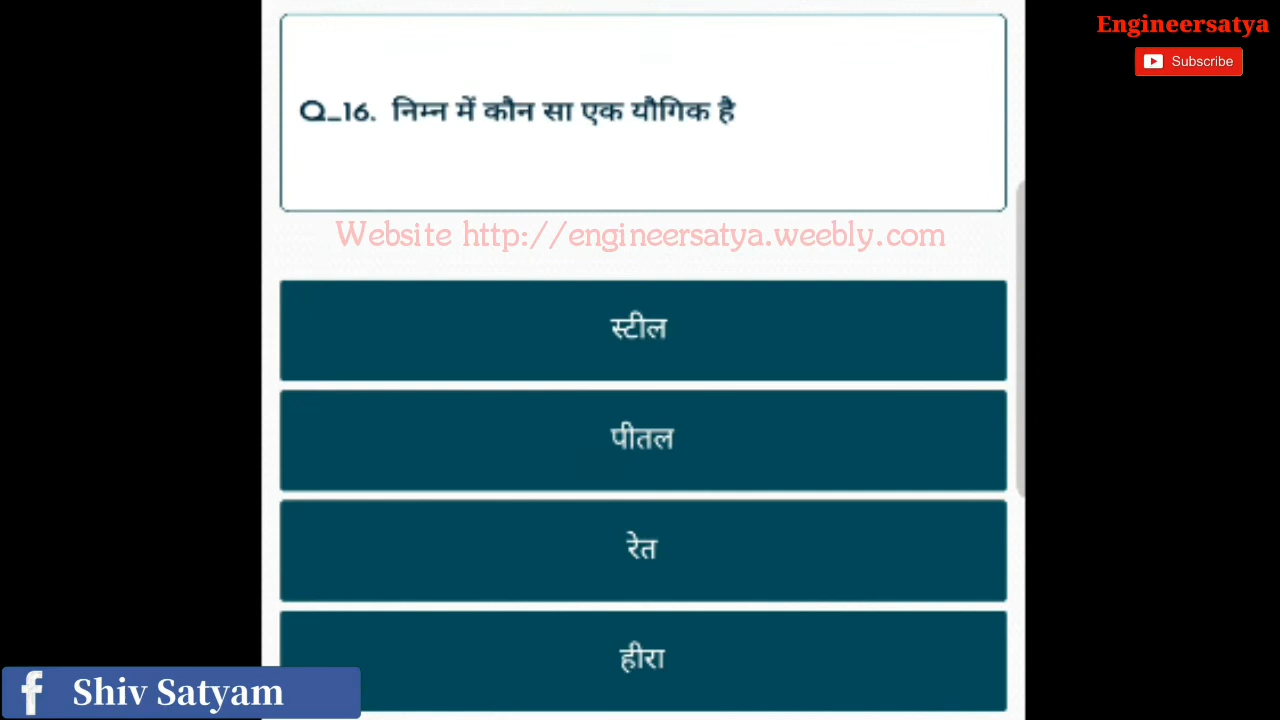 Engineersatya
Subscribe
Q_16. निम्न में कौन सा एक यौगिक है
Website http://engineersatya.weebly.com
स्टील
पीतल
रेत
हीरा
f Shiv Satyam